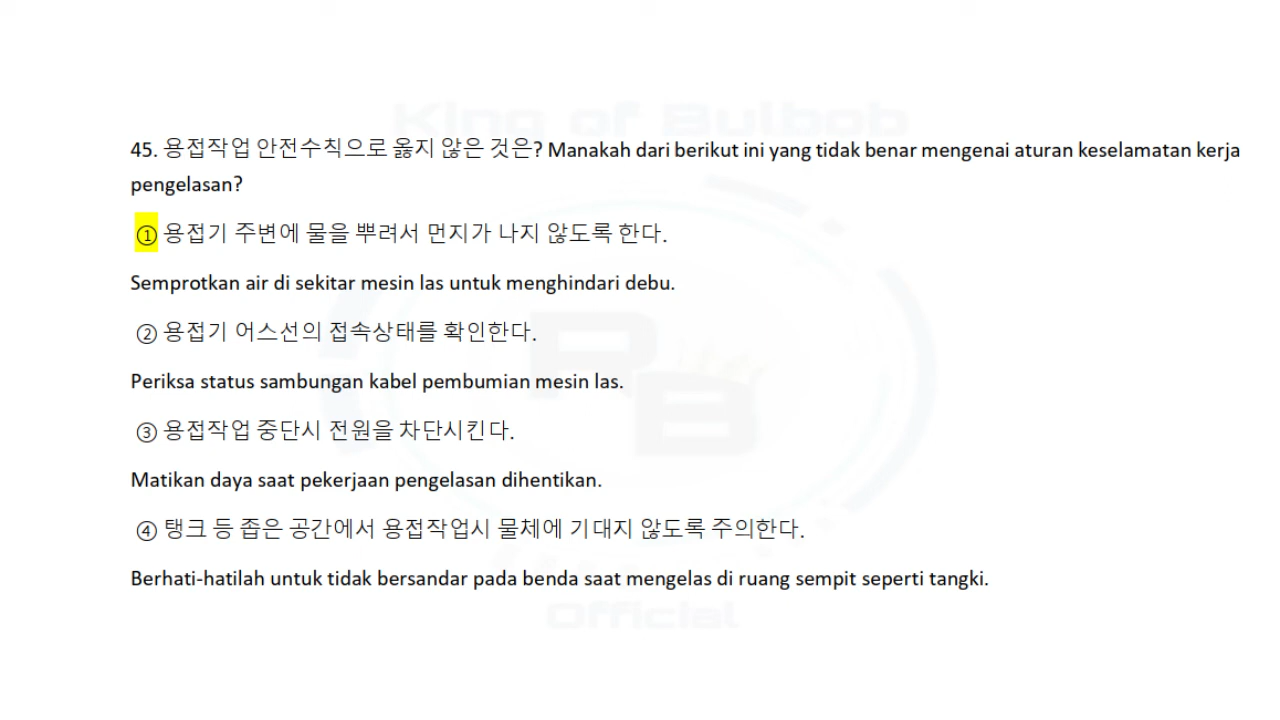 King of Bulbob
45. 용접작업 안전수칙으로 옳지 않은 것은? Manakah dari berikut ini yang tidak benar mengenai aturan keselamatan kerja
pengelasan?
① 용접기 주변에 물을 뿌려서 먼지가 나지 않도록 한다.
Semprotkan air di sekitar mesin las untuk menghindari debu.
② 용접기 어스선의 접속상태를 확인한다.
Periksa status sambungan kabel pembumian mesin las.
③ 용접작업 중단시 전원을 차단시킨다.
Matikan daya saat pekerjaan pengelasan dihentikan.
④ 탱크 등 좁은 공간에서 용접작업시 물체에 기대지 않도록 주의한다.
Berhati-hatilah untuk tidak bersandar pada benda saat mengelas di ruang sempit seperti tangki.
Official